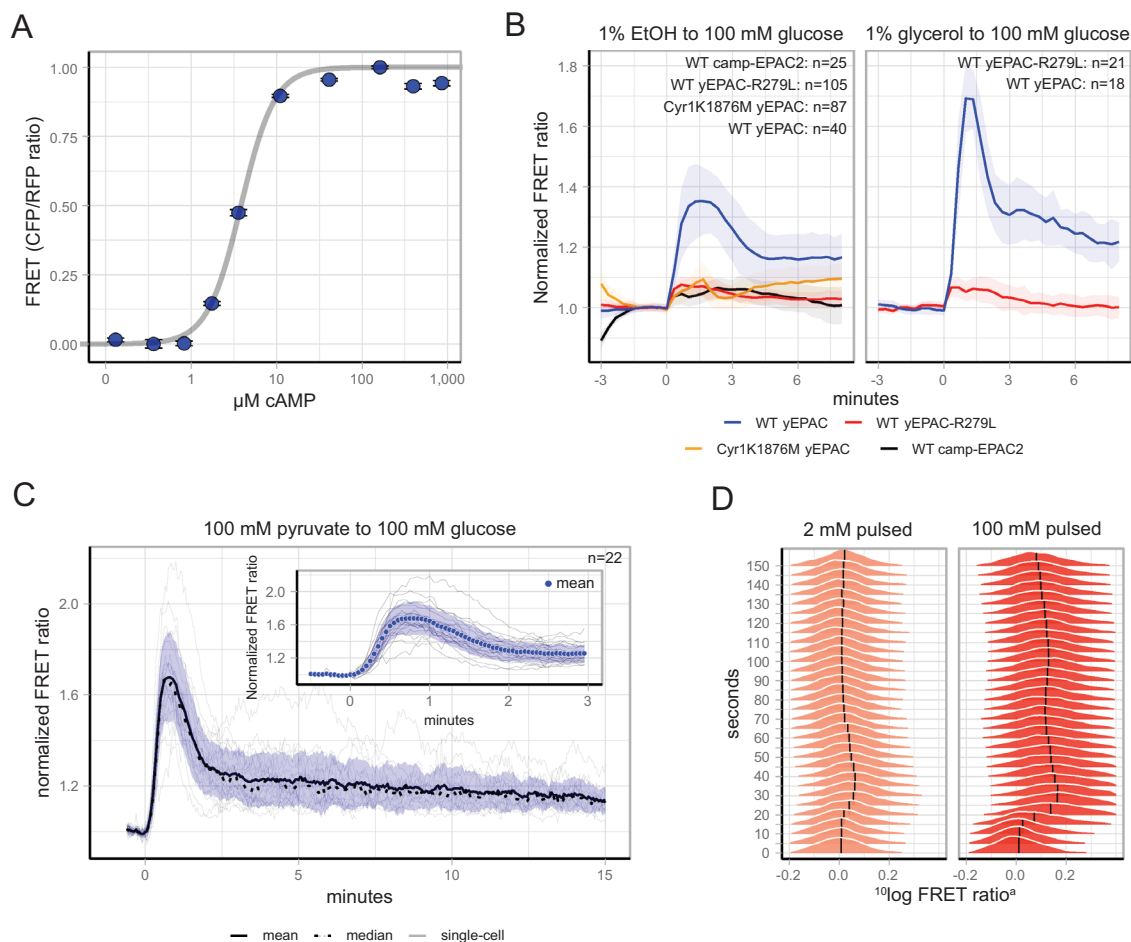 A
FRET (CFP/RFP ratio)
1.00
0.75
0.50
0.25
0.00
0
1
10
100
1,000
µM cAMP
B
1% EtOH to 100 mM glucose
1% glycerol to 100 mM glucose
Normalized FRET ratio
1.8
1.6
1.4
1.2
1.0
WT camp-EPAC2: n=25
WT yEPAC-R279L: n=105
Cyr1K1876M yEPAC: n=87
WT yEPAC: n=40
WT yEPAC-R279L: n=21
WT yEPAC: n=18
-3
0
3
6
-3
0
3
6
minutes
WT yEPAC
WT yEPAC-R279L
Cyr1K1876M yEPAC
WT camp-EPAC2
C
100 mM pyruvate to 100 mM glucose
n=22
normalized FRET ratio
2.0
1.6
1.2
Normalized FRET ratio
2.0
1.6
1.2
mean
0
1
2
3
minutes
0
5
10
15
minutes
mean
median
single-cell
D
2 mM pulsed
100 mM pulsed
seconds
150
140
130
120
110
100
90
80
70
60
50
40
30
20
10
0
-0.2
0.0
0.2
-0.2
0.0
0.2
¹⁰log FRET ratioᵃ